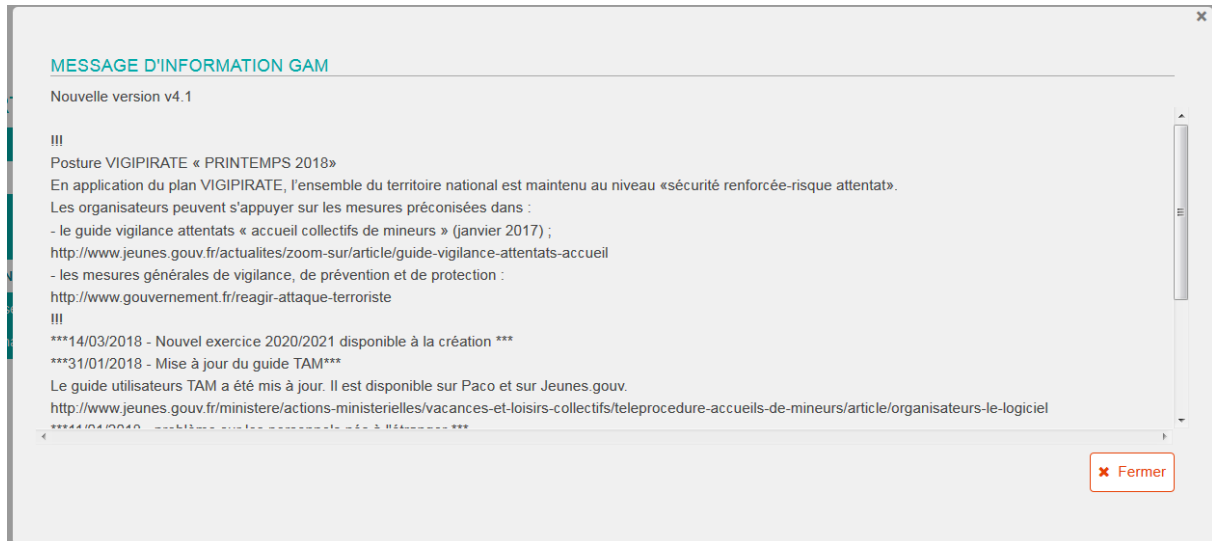 MESSAGE D'INFORMATION GAM
Nouvelle version v4.1
!!!
Posture VIGIPIRATE « PRINTEMPS 2018»
En application du plan VIGIPIRATE, l'ensemble du territoire national est maintenu au niveau «sécurité renforcée-risque attentat».
Les organisateurs peuvent s'appuyer sur les mesures préconisées dans :
- le guide vigilance attentats « accueil collectifs de mineurs » (janvier 2017) ;
http://www.jeunes.gouv.fr/actualites/zoom-sur/article/guide-vigilance-attentats-accueil
- les mesures générales de vigilance, de prévention et de protection :
http://www.gouvernement.fr/reagir-attaque-terroriste
!!!
***14/03/2018 - Nouvel exercice 2020/2021 disponible à la création ***
***31/01/2018 - Mise à jour du guide TAM***
Le guide utilisateurs TAM a été mis à jour. Il est disponible sur Paco et sur Jeunes.gouv.
http://www.jeunes.gouv.fr/ministere/actions-ministerielles/vacances-et-loisirs-collectifs/teleprocedure-accueils-de-mineurs/article/organisateurs-le-logiciel
Fermer